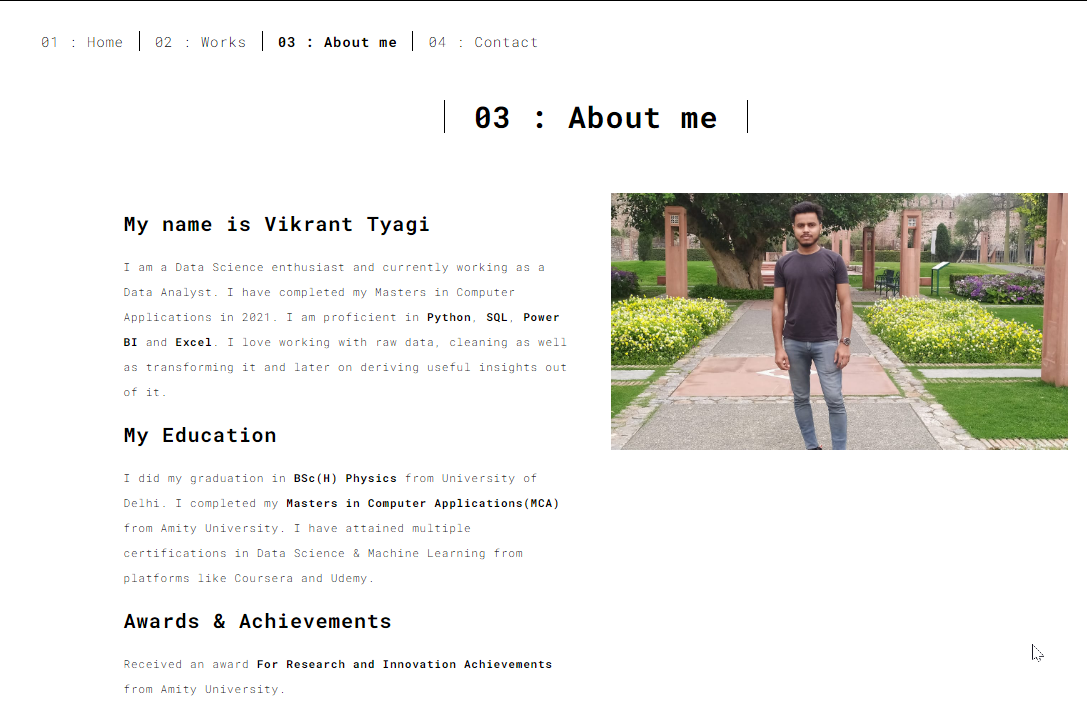 01 : Home 02 : Works 03 : About me 04 : Contact
03 : About me
My name is Vikrant Tyagi
I am a Data Science enthusiast and currently working as a
Data Analyst. I have completed my Masters in Computer
Applications in 2021. I am proficient in Python, SQL, Power
BI and Excel. I love working with raw data, cleaning as well
as transforming it and later on deriving useful insights out
of it.
My Education
I did my graduation in BSc(H) Physics from University of
Delhi. I completed my Masters in Computer Applications(MCA)
from Amity University. I have attained multiple
certifications in Data Science & Machine Learning from
platforms like Coursera and Udemy.
Awards & Achievements
Received an award For Research and Innovation Achievements
from Amity University.